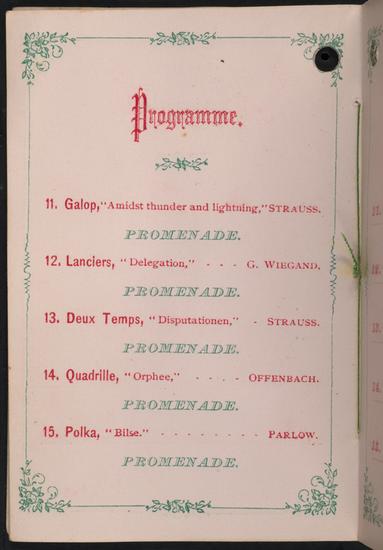 Programme.
11. Galop, "Amidst thunder and lightning," STRAUSS.
PROMENADE.
12. Lanciers, "Delegation," - - - G. WIEGAND.
PROMENADE.
13. Deux Temps, "Disputationen," - STRAUSS.
PROMENADE.
14. Quadrille, "Orphee," - - - - OFFENBACH.
PROMENADE.
15. Polka, "Bilse." - - - - - - - - PARLOW.
PROMENADE.